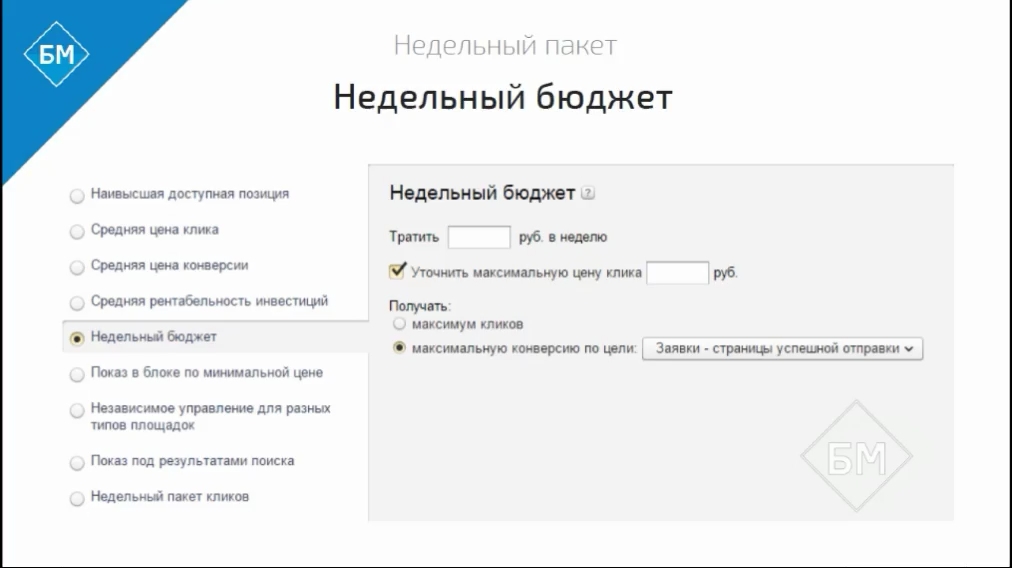 БМ
Недельный пакет
Недельный бюджет
Наивысшая доступная позиция
Средняя цена клика
Средняя цена конверсии
Средняя рентабельность инвестиций
Недельный бюджет
Показ в блоке по минимальной цене
Независимое управление для разных
типов площадок
Показ под результатами поиска
Недельный пакет кликов
Недельный бюджет ?
Тратить руб. в неделю
Уточнить максимальную цену клика руб.
Получать:
максимум кликов
максимальную конверсию по цели: Заявки - страницы успешной отправки
БМ